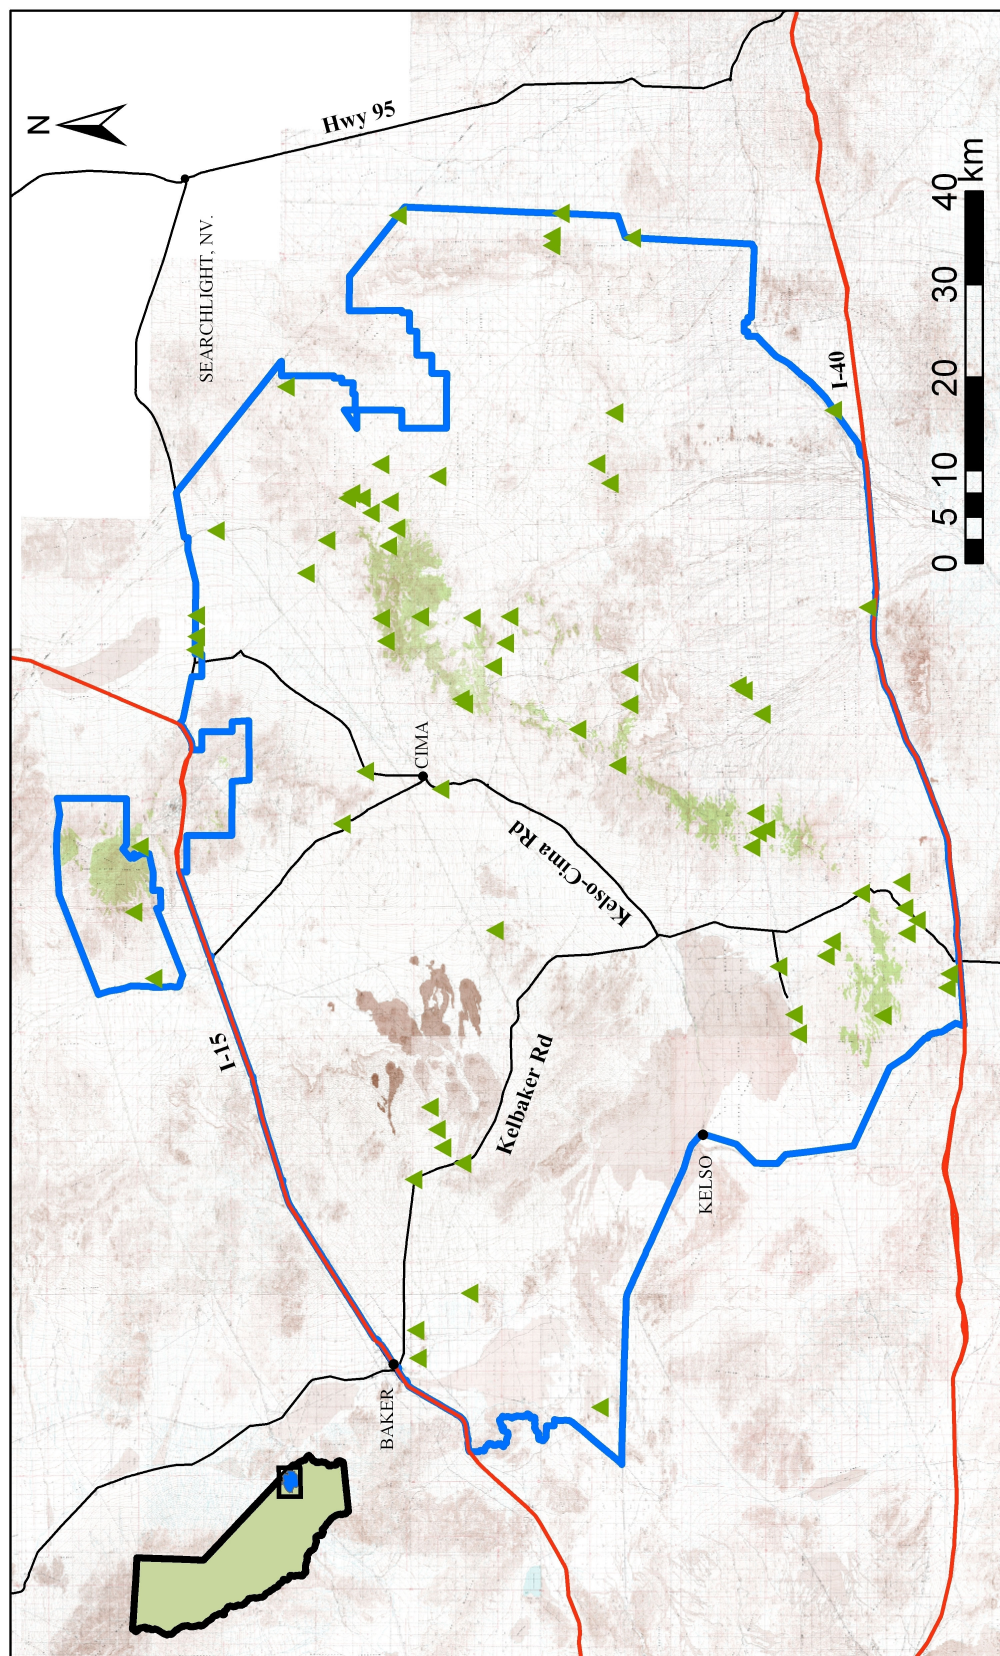 N
Hwy 95
SEARCHLIGHT, NV.
I-15
CIMA
Kelso-Cima Rd
Kelbaker Rd
BAKER
KELSO
I-40
0 5 10 20 30 40
km